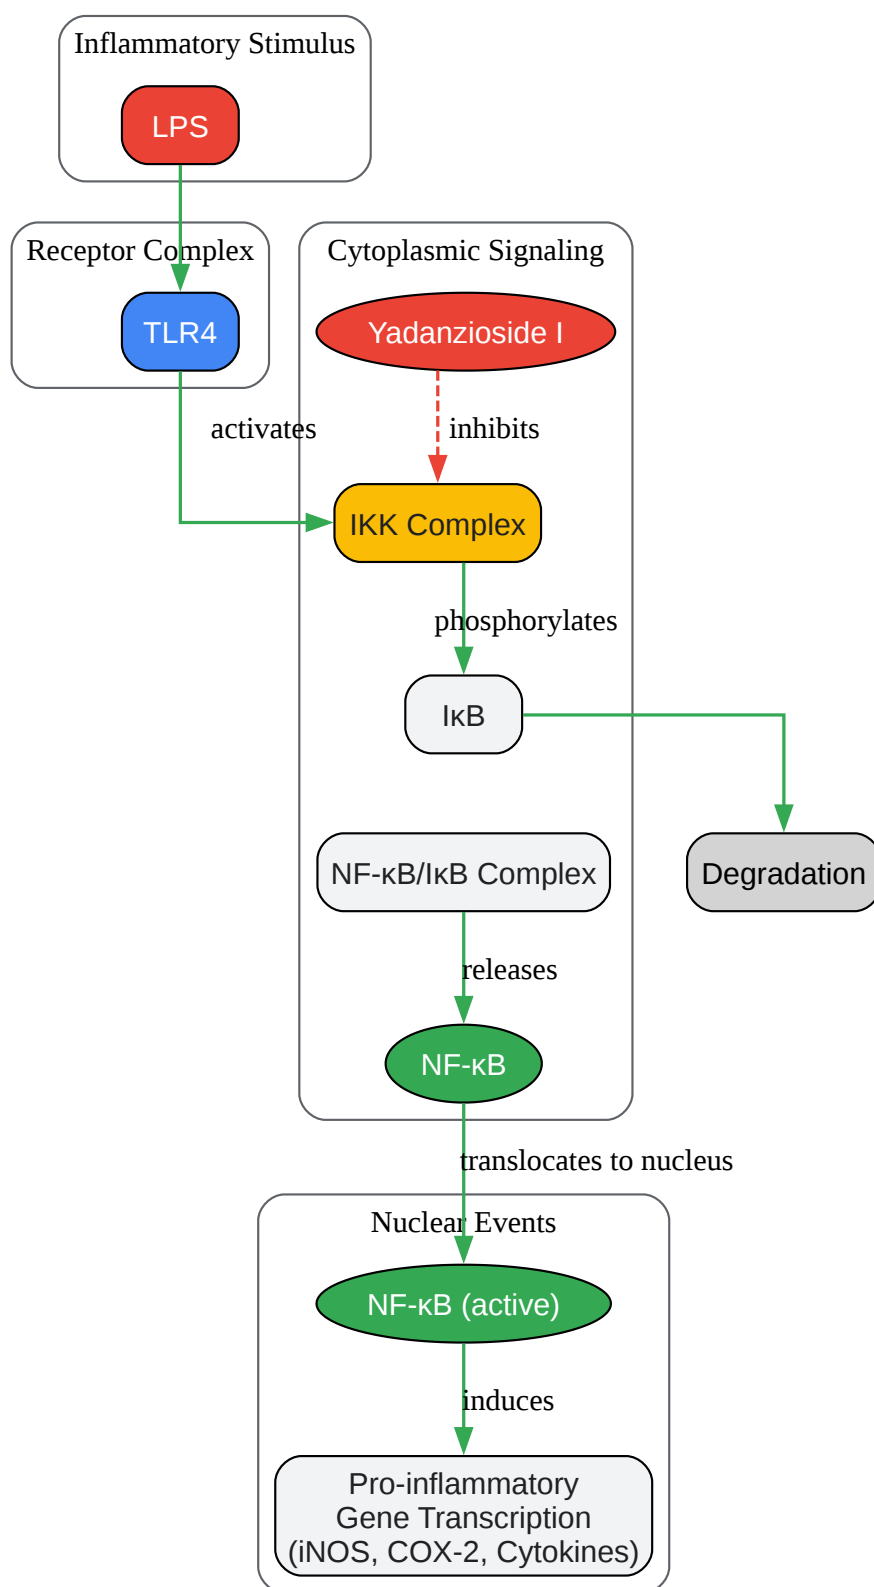 Inflammatory Stimulus
LPS
Receptor Complex
Cytoplasmic Signaling
TLR4
Yadanzioside I
activates
inhibits
IKK Complex
phosphorylates
IκB
NF-κB/IκB Complex
Degradation
releases
NF-κB
translocates to nucleus
Nuclear Events
NF-κB (active)
induces
Pro-inflammatory
Gene Transcription
(iNOS, COX-2, Cytokines)